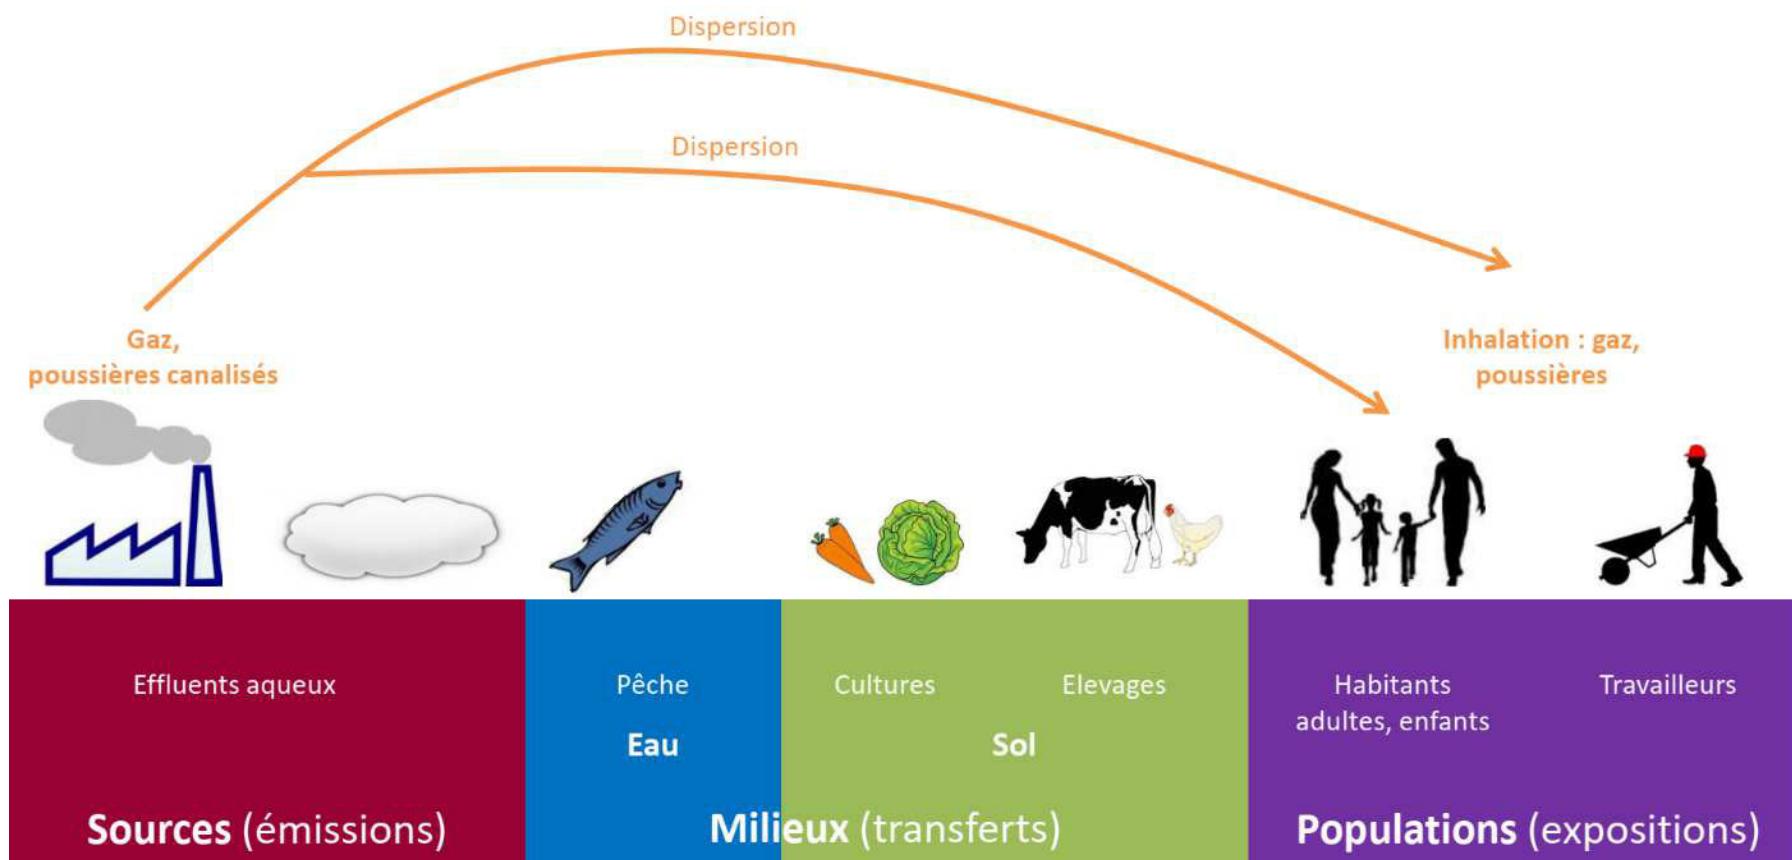 Dispersion
Dispersion
Gaz,
poussières canalisés
Inhalation : gaz,
poussières
Effluents aqueux
Pêche
Cultures
Elevages
Habitants
adultes, enfants
Travailleurs
Eau
Sol
Sources (émissions)
Milieux (transferts)
Populations (expositions)